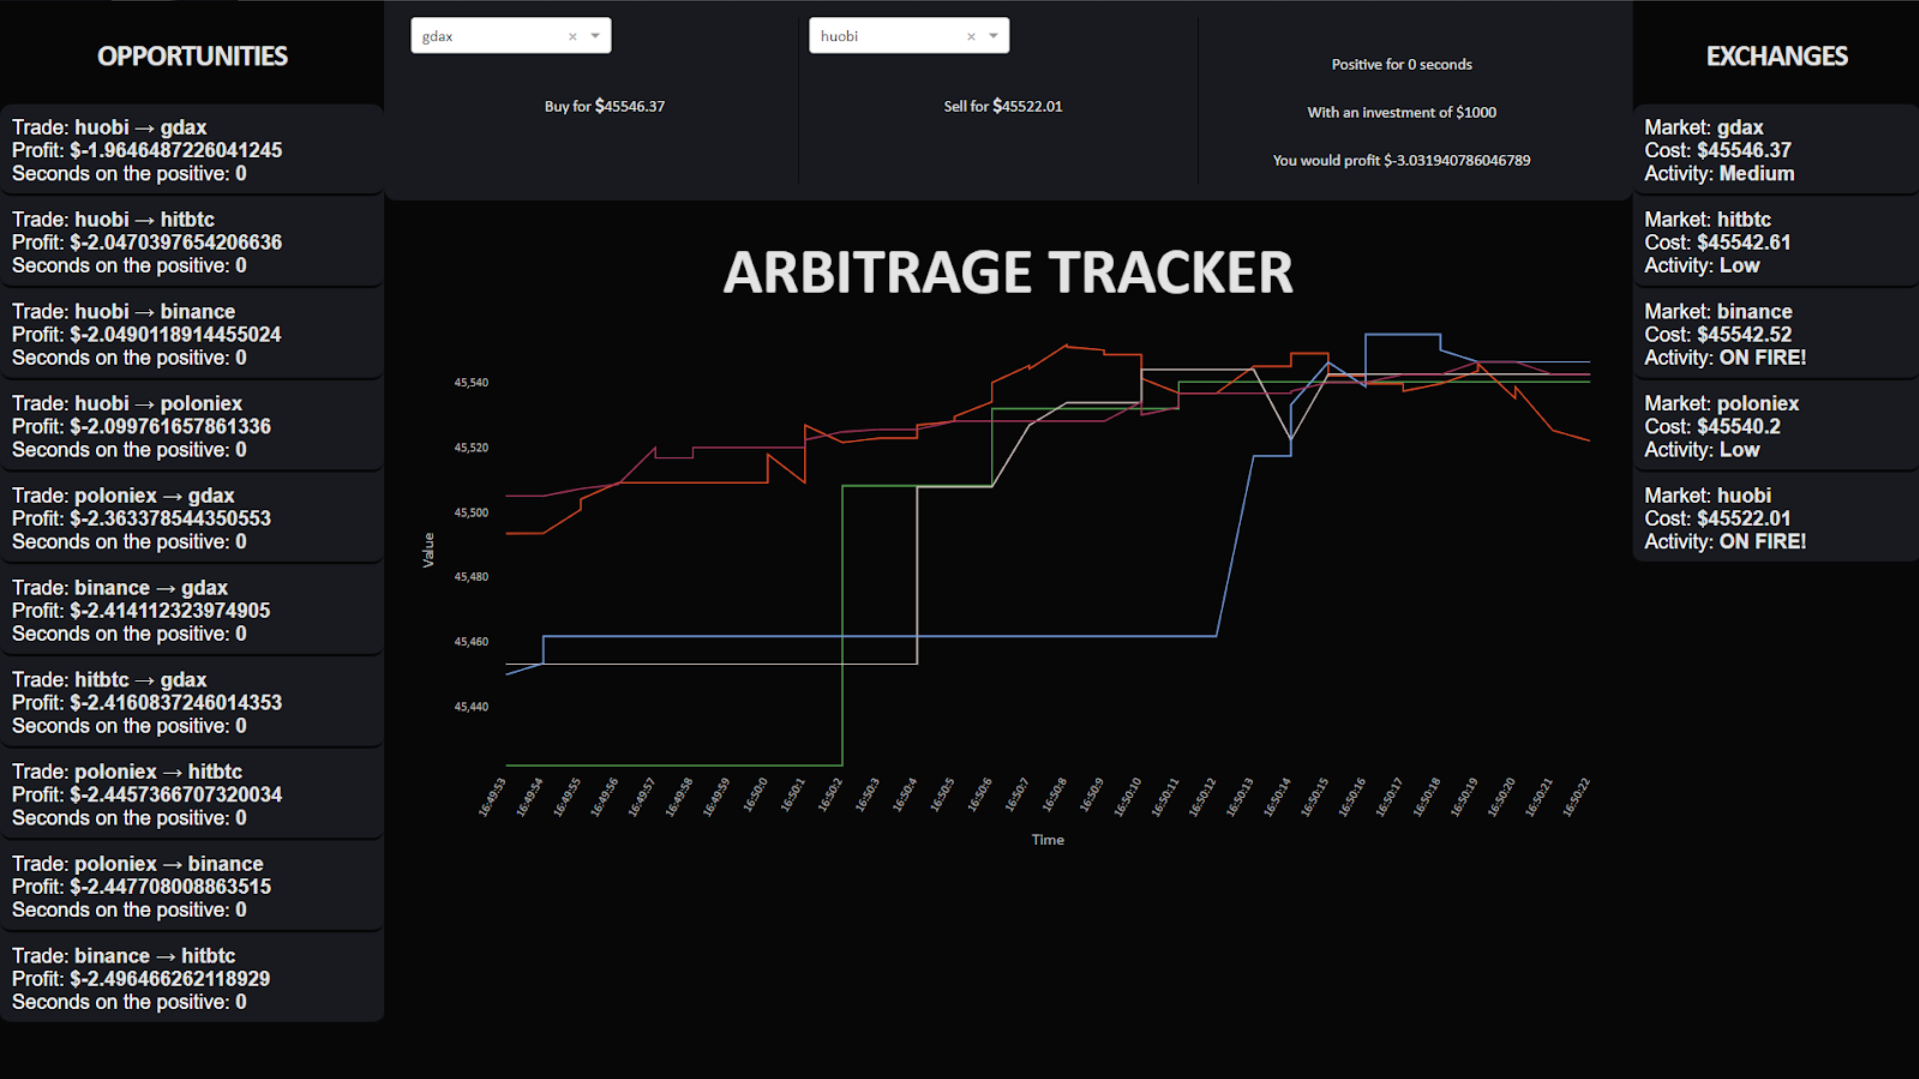 OPPORTUNITIES
Trade: huobi → gdax
Profit: $-1.9646487226041245
Seconds on the positive: 0
Trade: huobi → hitbtc
Profit: $-2.0470397654206636
Seconds on the positive: 0
Trade: huobi → binance
Profit: $-2.0490118914455024
Seconds on the positive: 0
Trade: huobi → poloniex
Profit: $-2.099761657861336
Seconds on the positive: 0
Trade: poloniex → gdax
Profit: $-2.363378544350553
Seconds on the positive: 0
Trade: binance → gdax
Profit: $-2.414112323974905
Seconds on the positive: 0
Trade: hitbtc → gdax
Profit: $-2.4160837246014353
Seconds on the positive: 0
Trade: poloniex → hitbtc
Profit: $-2.4457366707320034
Seconds on the positive: 0
Trade: poloniex → binance
Profit: $-2.447708008863515
Seconds on the positive: 0
Trade: binance → hitbtc
Profit: $-2.496466262118929
Seconds on the positive: 0
gdax × 
Buy for $45546.37
huobi × 
Sell for $45522.01
Positive for 0 seconds
With an investment of $1000
You would profit $-3.031940786046789
ARBITRAGE TRACKER
Value
45,540
45,520
45,500
45,480
45,460
45,440
16:49:53
16:49:54
16:49:55
16:49:56
16:49:57
16:49:58
16:49:59
16:50:0
16:50:1
16:50:2
16:50:3
16:50:4
16:50:5
16:50:6
16:50:7
16:50:8
16:50:9
16:50:10
16:50:11
16:50:12
16:50:13
16:50:14
16:50:15
16:50:16
16:50:17
16:50:18
16:50:19
16:50:20
16:50:21
16:50:22
Time
EXCHANGES
Market: gdax
Cost: $45546.37
Activity: Medium
Market: hitbtc
Cost: $45542.61
Activity: Low
Market: binance
Cost: $45542.52
Activity: ON FIRE!
Market: poloniex
Cost: $45540.2
Activity: Low
Market: huobi
Cost: $45522.01
Activity: ON FIRE!